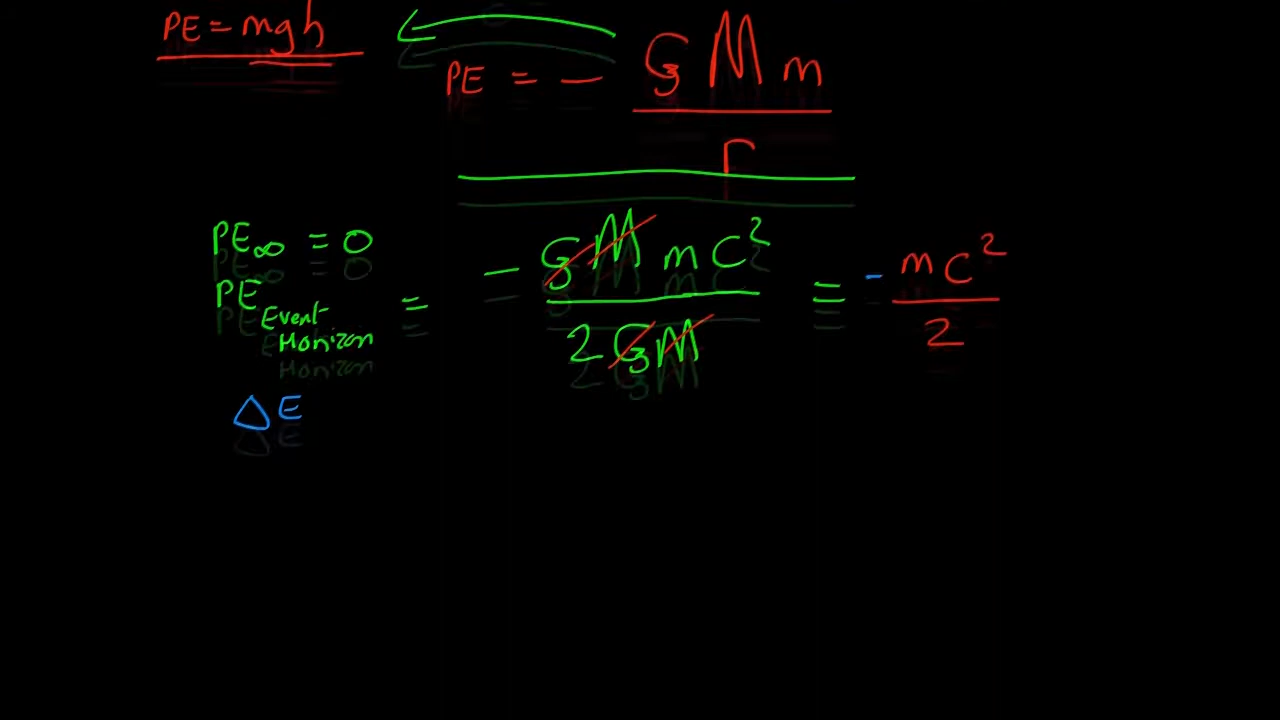 PE = mgh
PE = - GMm / r
PE∞ = 0
PE Event Horizon = - GMmc² / 2GM = - mc² / 2
ΔE